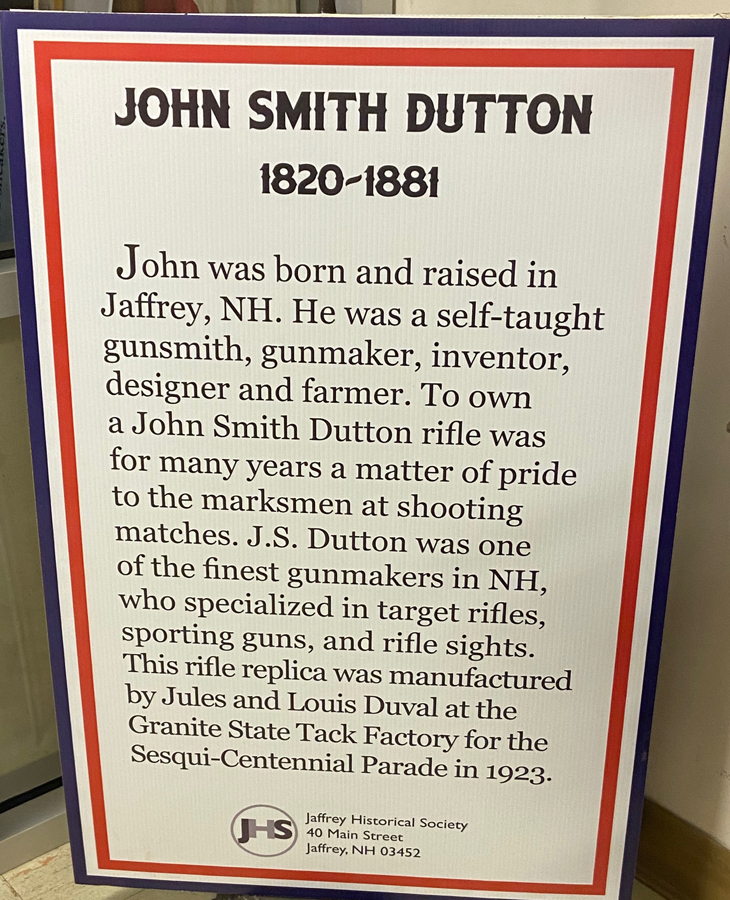 JOHN SMITH DUTTON
1820-1881
John was born and raised in
Jaffrey, NH. He was a self-taught
gunsmith, gunmaker, inventor,
designer and farmer. To own
a John Smith Dutton rifle was
for many years a matter of pride
to the marksmen at shooting
matches. J.S. Dutton was one
of the finest gunmakers in NH,
who specialized in target rifles,
sporting guns, and rifle sights.
This rifle replica was manufactured
by Jules and Louis Duval at the
Granite State Tack Factory for the
Sesqui-Centennial Parade in 1923.
JHS
Jaffrey Historical Society
40 Main Street
Jaffrey, NH 03452